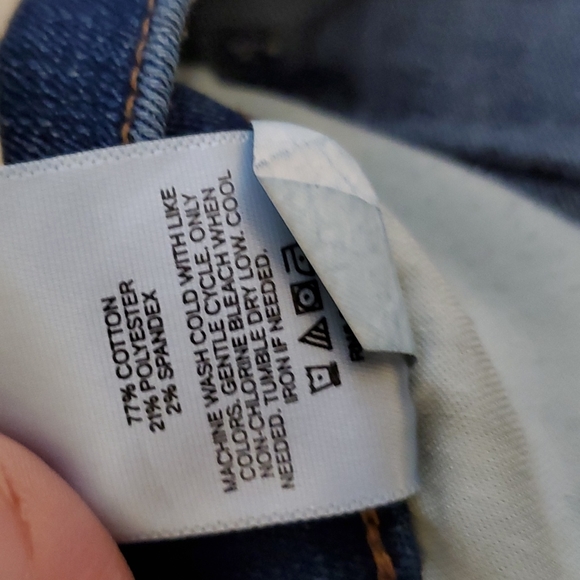 77% COTTON
21% POLYESTER
2% SPANDEX
MACHINE WASH COLD WITH LIKE
COLORS. GENTLE CYCLE. ONLY
NON-CHLORINE BLEACH WHEN
NEEDED. TUMBLE DRY LOW. COOL
IRON IF NEEDED.